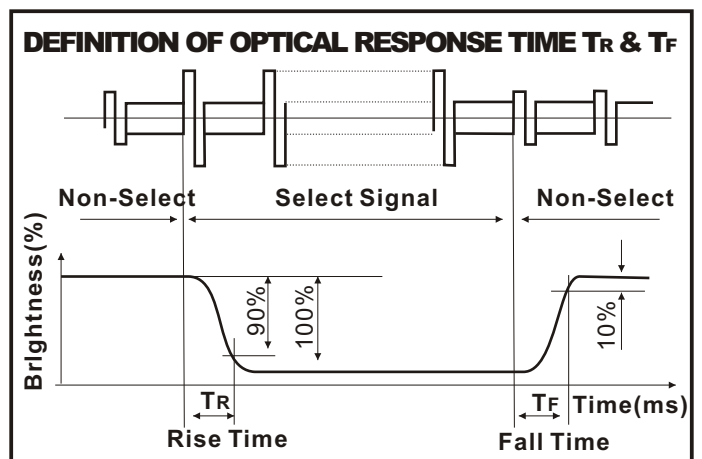 DEFINITION OF OPTICAL RESPONSE TIME TR & TF
Non-Select
Select Signal
Non-Select
Brightness(%)
90%
100%
10%
TR
TF
Time(ms)
Rise Time
Fall Time